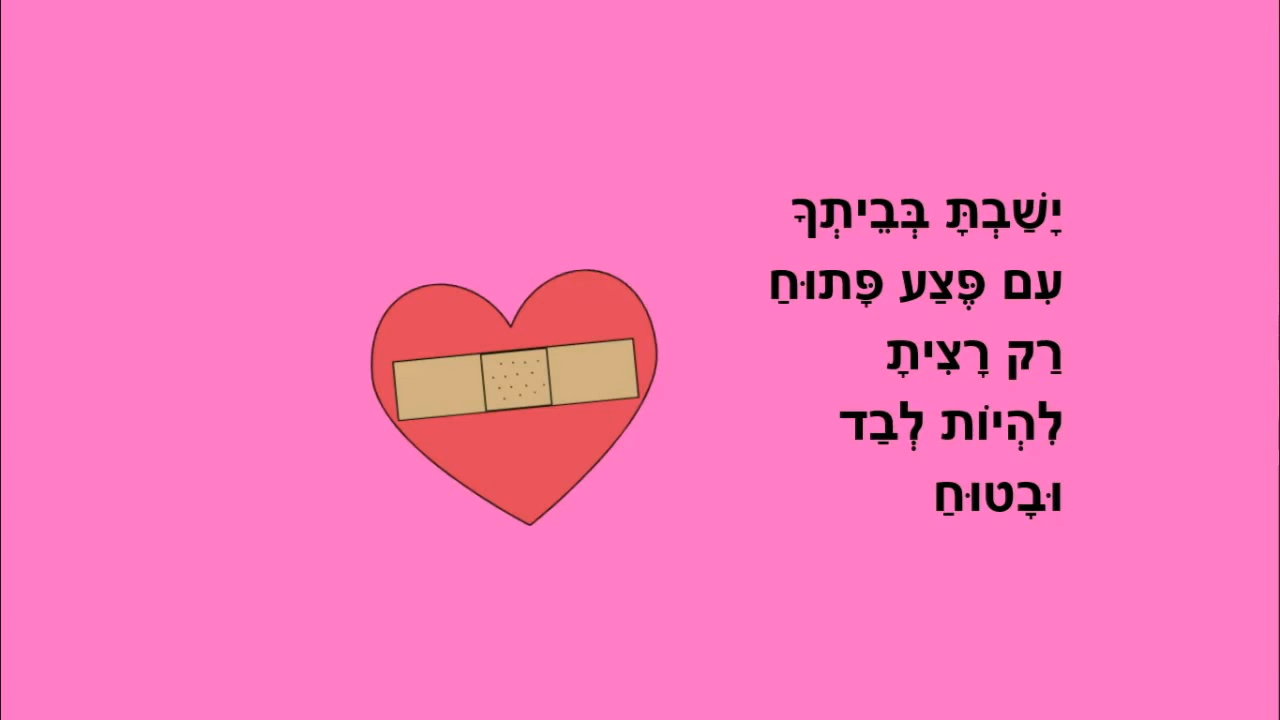 יָשַׁבְתָּ בְּבֵיתְךָ
עִם פֶּצַע פָּתוּחַ
רַק רָצִיתָ
לִהְיוֹת לְבַד
וּבָטוּחַ